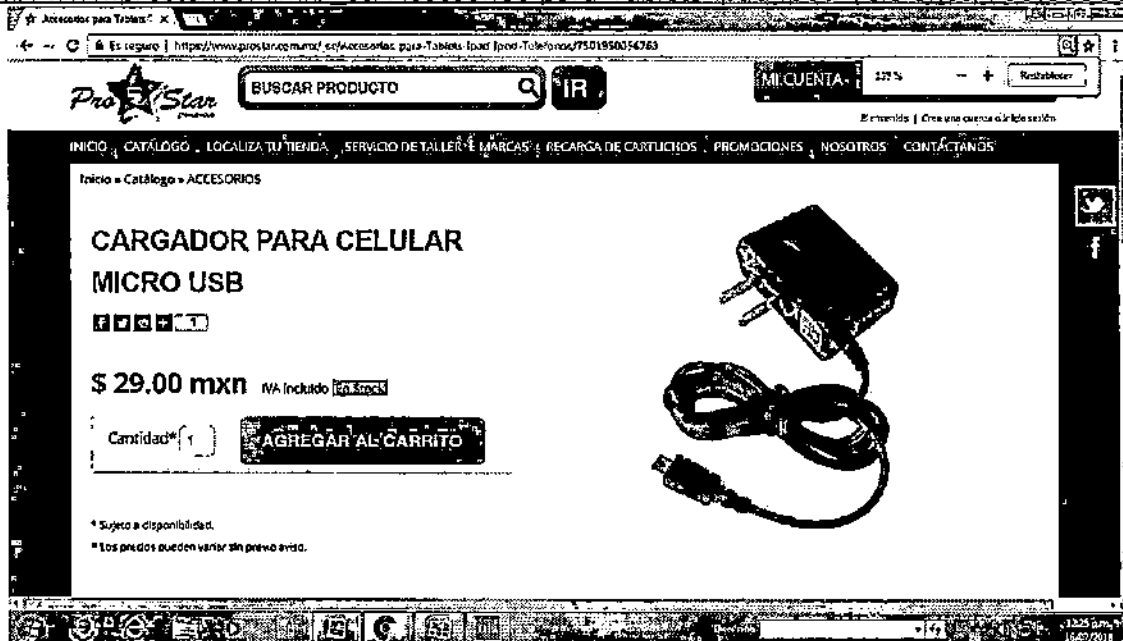 Es seguro
Pro Star
BUSCAR PRODUCTO
IR
MI CUENTA
Restablecer
INICIO CATÁLOGO LOCALIZA TU TIENDA SERVICIO DE TALLER MARCAS RECARGA DE CARTUCHOS PROMOCIONES NOSOTROS CONTÁCTANOS
Inicio » Catálogo » ACCESORIOS
CARGADOR PARA CELULAR
MICRO USB
1
$ 29.00 mxn IVA Incluido En Stock
Cantidad* 1 AGREGAR AL CARRITO
* Sujeto a disponibilidad.
* Los precios pueden variar sin previo aviso.